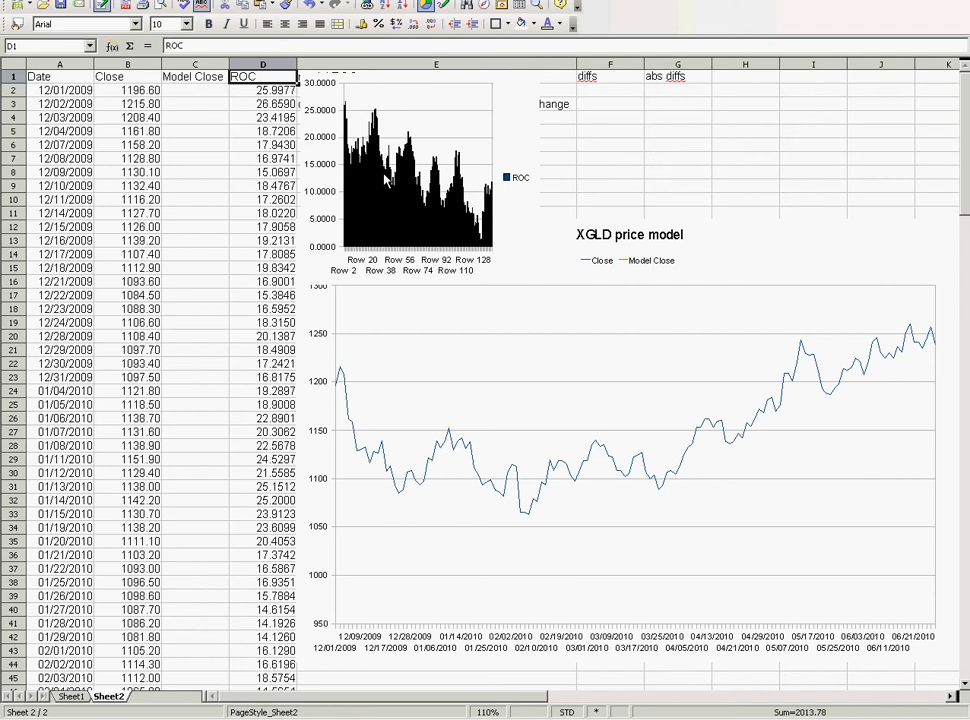 Arial 10
D1 ROC
A B C D E F G H I J K
1 Date Close Model Close ROC diffs abs diffs
2 12/01/2009 1196.60 25.9977
3 12/02/2009 1215.80 26.6590 change
4 12/03/2009 1208.40 23.4195
5 12/04/2009 1161.80 18.7206
6 12/07/2009 1158.20 17.9430
7 12/08/2009 1128.80 16.9741
8 12/09/2009 1130.10 15.0697
9 12/10/2009 1132.40 18.4767
10 12/11/2009 1116.20 17.2602
11 12/14/2009 1127.70 18.0220
12 12/15/2009 1126.00 17.9058
13 12/16/2009 1139.20 19.2131
14 12/17/2009 1107.40 17.8085
15 12/18/2009 1112.90 19.8342
16 12/21/2009 1093.60 16.9001
17 12/22/2009 1084.50 15.3846
18 12/23/2009 1088.30 16.5952
19 12/24/2009 1106.60 18.3150
20 12/28/2009 1108.40 20.1387
21 12/29/2009 1097.70 18.4909
22 12/30/2009 1093.40 17.2421
23 12/31/2009 1097.50 16.8175
24 01/04/2010 1121.80 19.2897
25 01/05/2010 1118.50 18.9008
26 01/06/2010 1138.70 22.8901
27 01/07/2010 1131.60 20.3062
28 01/08/2010 1138.90 22.5678
29 01/11/2010 1151.90 24.5297
30 01/12/2010 1129.40 21.5585
31 01/13/2010 1138.00 25.1512
32 01/14/2010 1142.20 25.2000
33 01/15/2010 1130.70 23.9123
34 01/19/2010 1138.20 23.6099
35 01/20/2010 1111.10 20.4053
36 01/21/2010 1103.20 17.3742
37 01/22/2010 1093.00 16.5867
38 01/25/2010 1096.50 16.9351
39 01/26/2010 1098.60 15.7884
40 01/27/2010 1087.70 14.6154
41 01/28/2010 1086.20 14.1926
42 01/29/2010 1081.80 14.1260
43 02/01/2010 1105.20 16.1290
44 02/02/2010 1114.30 16.6196
45 02/03/2010 1112.00 18.5754
30.0000
25.0000
20.0000
15.0000
10.0000
5.0000
0.0000
Row 20 Row 56 Row 92 Row 128
Row 2 Row 38 Row 74 Row 110
ROC
XGLD price model
Close Model Close
1300
1250
1200
1150
1100
1050
1000
950
12/09/2009 12/28/2009 01/14/2010 02/02/2010 02/19/2010 03/09/2010 03/25/2010 04/13/2010 04/29/2010 05/17/2010 06/03/2010 06/21/2010
12/01/2009 12/17/2009 01/06/2010 01/25/2010 02/10/2010 03/01/2010 03/17/2010 04/05/2010 04/21/2010 05/07/2010 05/25/2010 06/11/2010
Sheet1 Sheet2
Sheet 2 / 2 PageStyle_Sheet2 110% STD * Sum=2013.78